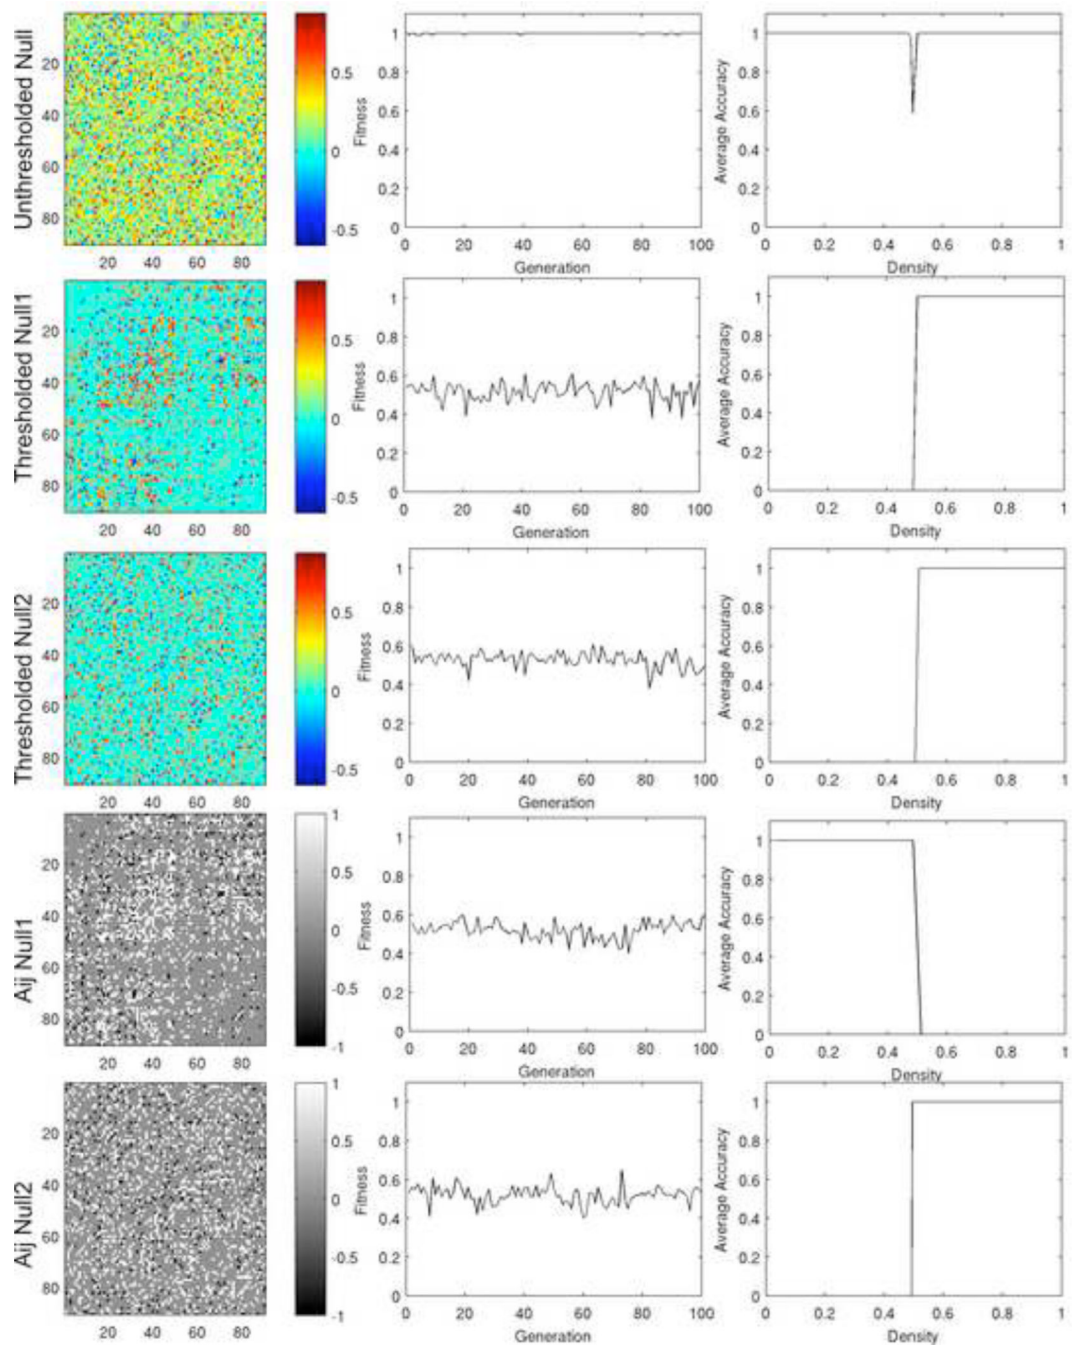 Unthresholded Null
20
40
60
80
20 40 60 80
0.5
0
-0.5
Fitness
1
0.8
0.6
0.4
0.2
0
0 20 40 60 80 100
Generation
Average Accuracy
1
0.8
0.6
0.4
0.2
0
0 0.2 0.4 0.6 0.8 1
Density
Thresholded Null1
20
40
60
80
20 40 60 80
0.5
0
-0.5
Fitness
1
0.8
0.6
0.4
0.2
0
0 20 40 60 80 100
Generation
Average Accuracy
1
0.8
0.6
0.4
0.2
0
0 0.2 0.4 0.6 0.8 1
Density
Thresholded Null2
20
40
60
80
20 40 60 80
0.5
0
-0.5
Fitness
1
0.8
0.6
0.4
0.2
0
0 20 40 60 80 100
Generation
Average Accuracy
1
0.8
0.6
0.4
0.2
0
0 0.2 0.4 0.6 0.8 1
Density
Aij Null1
20
40
60
80
20 40 60 80
1
0.5
0
-0.5
-1
Fitness
1
0.8
0.6
0.4
0.2
0
0 20 40 60 80 100
Generation
Average Accuracy
1
0.8
0.6
0.4
0.2
0
0 0.2 0.4 0.6 0.8 1
Density
Aij Null2
20
40
60
80
20 40 60 80
1
0.5
0
-0.5
-1
Fitness
1
0.8
0.6
0.4
0.2
0
0 20 40 60 80 100
Generation
Average Accuracy
1
0.8
0.6
0.4
0.2
0
0 0.2 0.4 0.6 0.8 1
Density